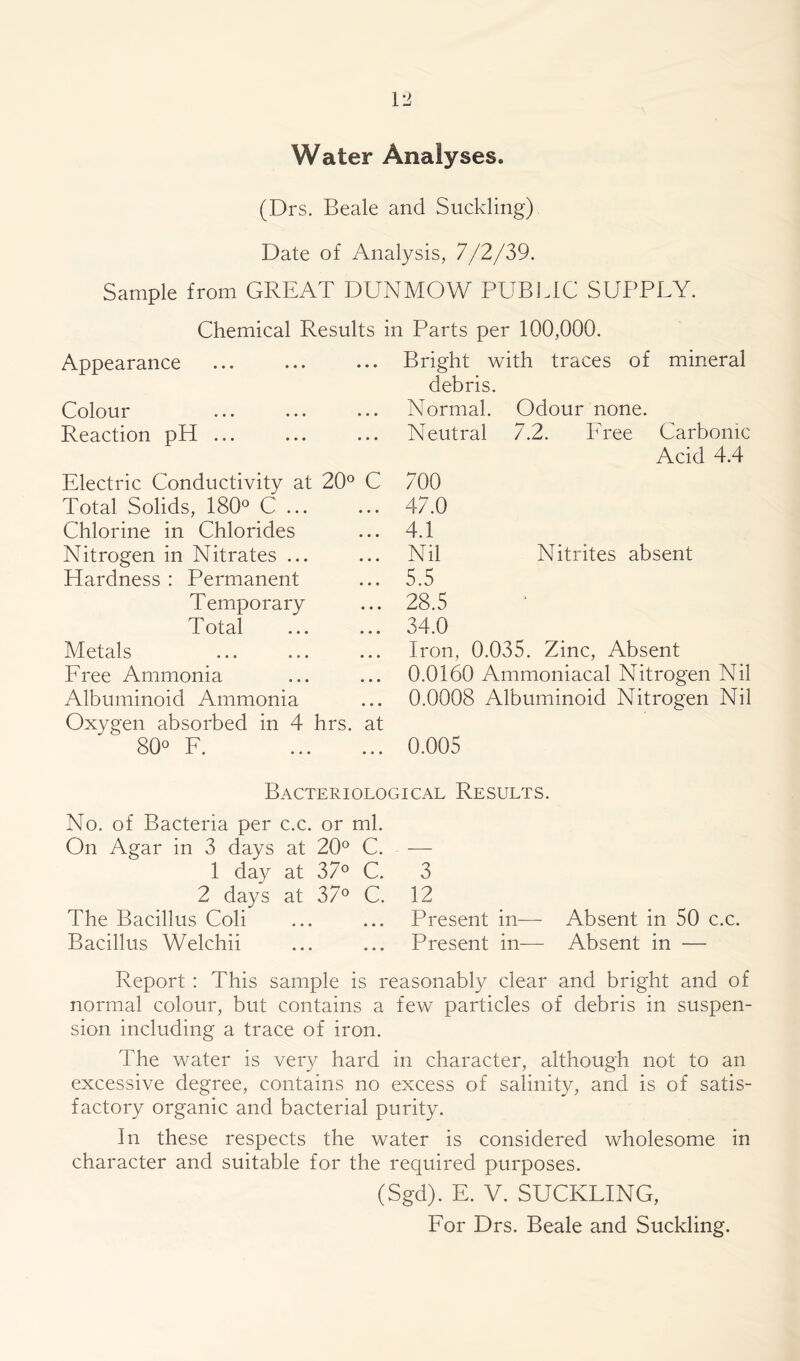 12
Water Analyses.
(Drs. Beale and Suckling)
Date of Analysis, 7/2/39.
Sample from GREAT DUNMOW PUBLIC SUPPLY.
Chemical Results in Parts per 100,000.
Appearance ... ... ... Bright with traces of mineral
debris.
Colour ... ... ... Normal. Odour none.
Reaction pH ... ... ... Neutral 7.2. Free Carbonic
Acid 4.4
Electric Conductivity at 20º C 700
Total Solids, 180º C ... ... 47.0
Chlorine in Chlorides ... 4.1
Nitrogen in Nitrates ... ... Nil Nitrites absent
Hardness : Permanent ... 5.5
Temporary ... 28.5
Total ... ... 34.0
Metals ... ... ... Iron, 0.035. Zinc, Absent
Free Ammonia ... ... 0.0160 Ammoniacal Nitrogen Nil
Albuminoid Ammonia ... 0.0008 Albuminoid Nitrogen Nil
Oxygen absorbed in 4 hrs. at
80º F. ... ... 0.005
Bacteriological Results.
No. of Bacteria per c.c. or ml.
On Agar in 3 days at 20º C. —
1 day at 37º C. 3
2 days at 37º C. 12
The Bacillus Coli ... ... Present in— Absent in 50 c.c.
Bacillus Welchii ... ... Present in— Absent in —
Report : This sample is reasonably clear and bright and of
normal colour, but contains a few particles of debris in suspen-
sion including a trace of iron.
The water is very hard in character, although not to an
excessive degree, contains no excess of salinity, and is of satis-
factory organic and bacterial purity.
In these respects the water is considered wholesome in
character and suitable for the required purposes.
(Sgd). E. V. SUCKLING,
For Drs. Beale and Suckling.